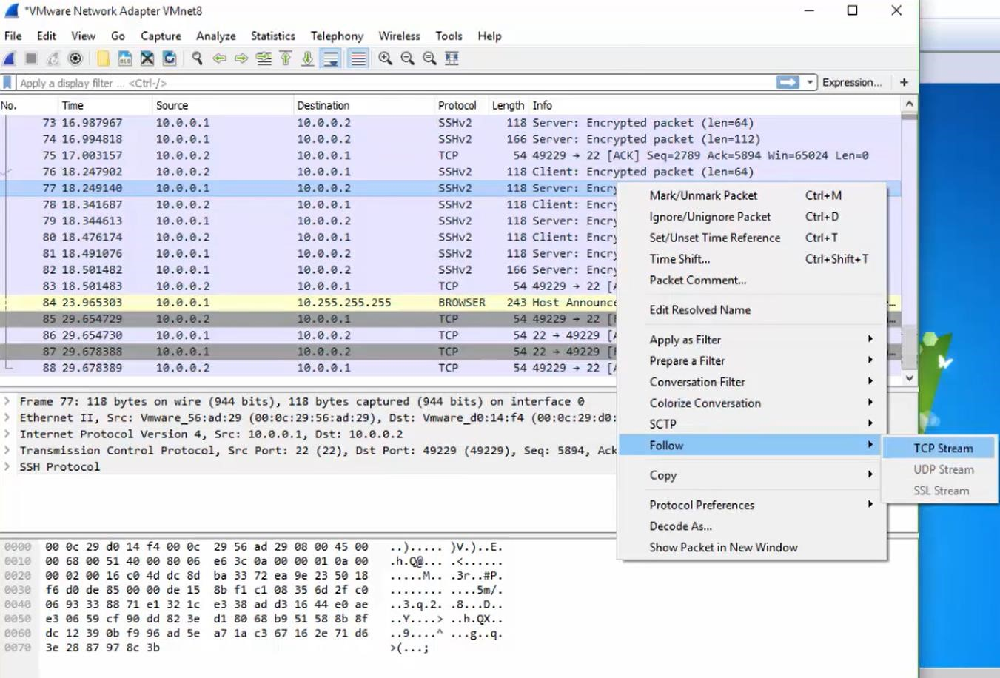 *VMware Network Adapter VMnet8
File Edit View Go Capture Analyze Statistics Telephony Wireless Tools Help
Apply a display filter ... <Ctrl-/> Expression... +
No. Time Source Destination Protocol Length Info
73 16.987967 10.0.0.1 10.0.0.2 SSHv2 118 Server: Encrypted packet (len=64)
74 16.994818 10.0.0.1 10.0.0.2 SSHv2 166 Server: Encrypted packet (len=112)
75 17.003157 10.0.0.2 10.0.0.1 TCP 54 49229 → 22 [ACK] Seq=2789 Ack=5894 Win=65024 Len=0
76 18.247902 10.0.0.2 10.0.0.1 SSHv2 118 Client: Encrypted packet (len=64)
77 18.249140 10.0.0.1 10.0.0.2 SSHv2 118 Server: Encry
78 18.341687 10.0.0.2 10.0.0.1 SSHv2 118 Client: Encry
79 18.344613 10.0.0.1 10.0.0.2 SSHv2 118 Server: Encry
80 18.476174 10.0.0.2 10.0.0.1 SSHv2 118 Client: Encry
81 18.491076 10.0.0.1 10.0.0.2 SSHv2 118 Server: Encry
82 18.501482 10.0.0.1 10.0.0.2 SSHv2 166 Server: Encry
83 18.501483 10.0.0.2 10.0.0.1 TCP 54 49229 → 22 [A
84 23.965303 10.0.0.1 10.255.255.255 BROWSER 243 Host Announce
85 29.654729 10.0.0.2 10.0.0.1 TCP 54 49229 → 22 [
86 29.654730 10.0.0.1 10.0.0.2 TCP 54 22 → 49229 [A
87 29.678388 10.0.0.1 10.0.0.2 TCP 54 22 → 49229 [
88 29.678389 10.0.0.2 10.0.0.1 TCP 54 49229 → 22 [A
Mark/Unmark Packet Ctrl+M
Ignore/Unignore Packet Ctrl+D
Set/Unset Time Reference Ctrl+T
Time Shift... Ctrl+Shift+T
Packet Comment...
Edit Resolved Name
Apply as Filter
Prepare a Filter
Conversation Filter
Colorize Conversation
SCTP
Follow
Copy
Protocol Preferences
Decode As...
Show Packet in New Window
TCP Stream
UDP Stream
SSL Stream
Frame 77: 118 bytes on wire (944 bits), 118 bytes captured (944 bits) on interface 0
Ethernet II, Src: Vmware_56:ad:29 (00:0c:29:56:ad:29), Dst: Vmware_d0:14:f4 (00:0c:29:d0:
Internet Protocol Version 4, Src: 10.0.0.1, Dst: 10.0.0.2
Transmission Control Protocol, Src Port: 22 (22), Dst Port: 49229 (49229), Seq: 5894, Ack
SSH Protocol
0000 00 0c 29 d0 14 f4 00 0c 29 56 ad 29 08 00 45 00 ..)..... )V.)..E.
0010 00 68 00 51 40 00 80 06 e6 3c 0a 00 00 01 0a 00 .h.Q@... .<......
0020 00 02 00 16 c0 4d dc 8d ba 33 72 ea 9e 23 50 18 .....M.. .3r..#P.
0030 f6 d0 de 85 00 00 de 15 8b f1 c1 08 35 6d 2f c0 ........ ....5m/.
0040 06 93 33 88 71 e1 32 1c e3 38 ad d3 16 44 e0 ae ..3.q.2. .8...D..
0050 e3 06 59 cf 90 dd 82 3e d1 80 68 b9 51 58 8b 8f ..Y....> ..h.QX..
0060 dc 12 39 0b f9 96 ad 5e a7 1a c3 67 16 2e 71 d6 ..9....^ ...g..q.
0070 3e 28 87 97 8c 3b >(...;